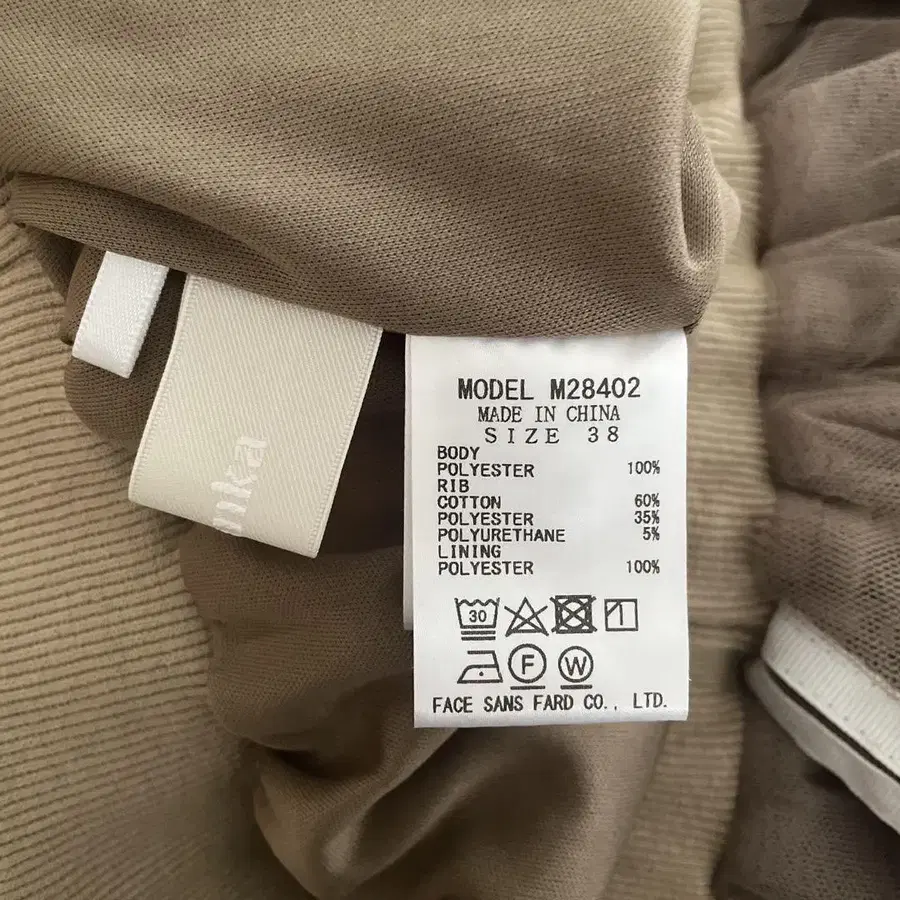 MODEL M28402
MADE IN CHINA
SIZE 38
BODY
POLYESTER 100%
RIB
COTTON 60%
POLYESTER 35%
POLYURETHANE 5%
LINING
POLYESTER 100%
30
F W
FACE SANS FARD CO., LTD.